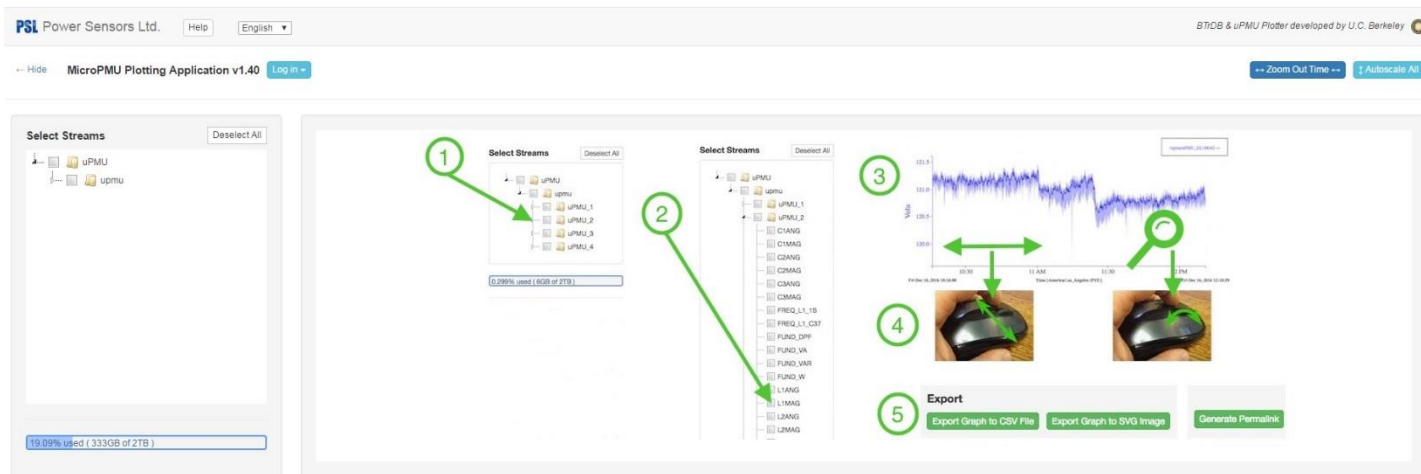 PSL Power Sensors Ltd. Help English
BTrDB & uPMU Plotter developed by U.C. Berkeley
← Hide MicroPMU Plotting Application v1.40 Log in
↔ Zoom Out Time ↔ ↕ Autoscale All
Select Streams Deselect All
uPMU
upmu
19.09% used ( 333GB of 2TB )
1
Select Streams Deselect All
uPMU
upmu
uPMU_1
uPMU_2
uPMU_3
uPMU_4
0.299% used ( 6GB of 2TB )
2
Select Streams Deselect All
uPMU
upmu
uPMU_1
uPMU_2
C1ANG
C1MAG
C2ANG
C2MAG
C3ANG
C3MAG
FREQ_L1_1S
FREQ_L1_C37
FUND_DPF
FUND_VA
FUND_VAR
FUND_W
L1ANG
L1MAG
L2ANG
L2MAG
3
121.5
121.0
120.5
120.0
Volts
10:30 11 AM 11:30 PM
Time [America/Los_Angeles (PST)]
4
5
Export
Export Graph to CSV File Export Graph to SVG Image Generate Permalink